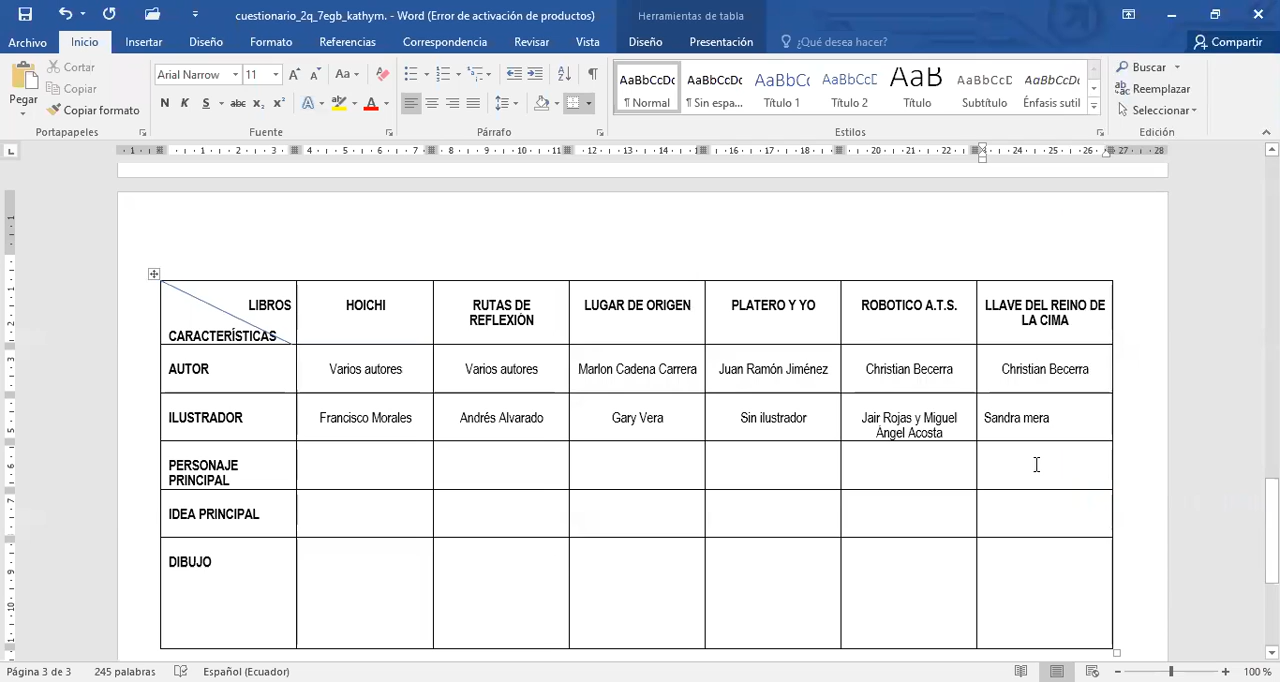 cuestionario_2q_7egb_kathym. - Word (Error de activación de productos)
Herramientas de tabla
Archivo
Inicio
Insertar
Diseño
Formato
Referencias
Correspondencia
Revisar
Vista
Diseño
Presentación
¿Qué desea hacer?
Compartir
Pegar
Cortar
Copiar
Copiar formato
Portapapeles
Arial Narrow
11
Aa
N K S abc x₂ x²
A
Fuente
Párrafo
AaBbCcDc
¶ Normal
AaBbCcDc
¶ Sin espa...
AaBbCc
Título 1
AaBbCcD
Título 2
AaB
Título
AaBbCcD
Subtítulo
AaBbCcDc
Énfasis sutil
Estilos
Buscar
Reemplazar
Seleccionar
Edición
LIBROS
CARACTERÍSTICAS
HOICHI
RUTAS DE
REFLEXIÓN
LUGAR DE ORIGEN
PLATERO Y YO
ROBOTICO A.T.S.
LLAVE DEL REINO DE
LA CIMA
AUTOR
Varios autores
Varios autores
Marlon Cadena Carrera
Juan Ramón Jiménez
Christian Becerra
Christian Becerra
ILUSTRADOR
Francisco Morales
Andrés Alvarado
Gary Vera
Sin ilustrador
Jair Rojas y Miguel
Ángel Acosta
Sandra mera
PERSONAJE
PRINCIPAL
IDEA PRINCIPAL
DIBUJO
Página 3 de 3
245 palabras
Español (Ecuador)
100 %